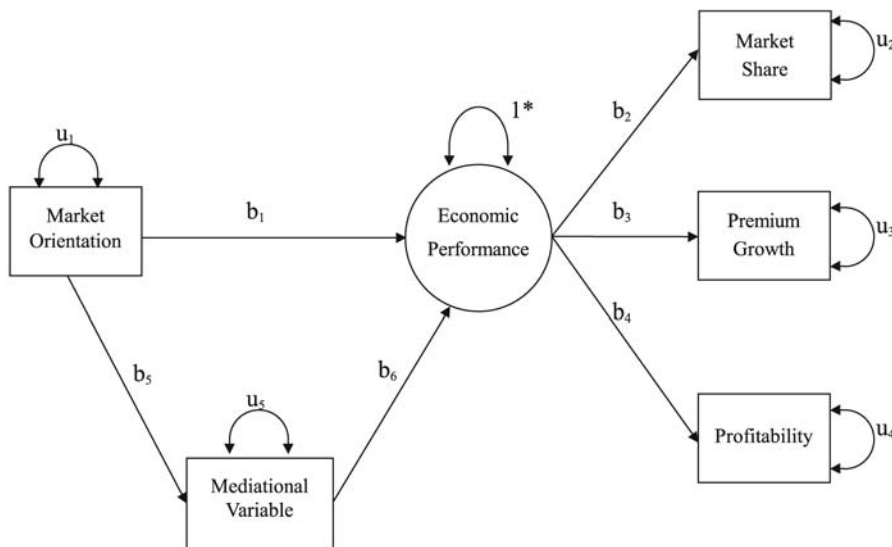 Market
Share
u₂
b₂
1*
u₁
Market
Orientation
b₁
Economic
Performance
b₃
Premium
Growth
u₃
b₄
b₅
b₆
u₅
Mediational
Variable
Profitability
u₄